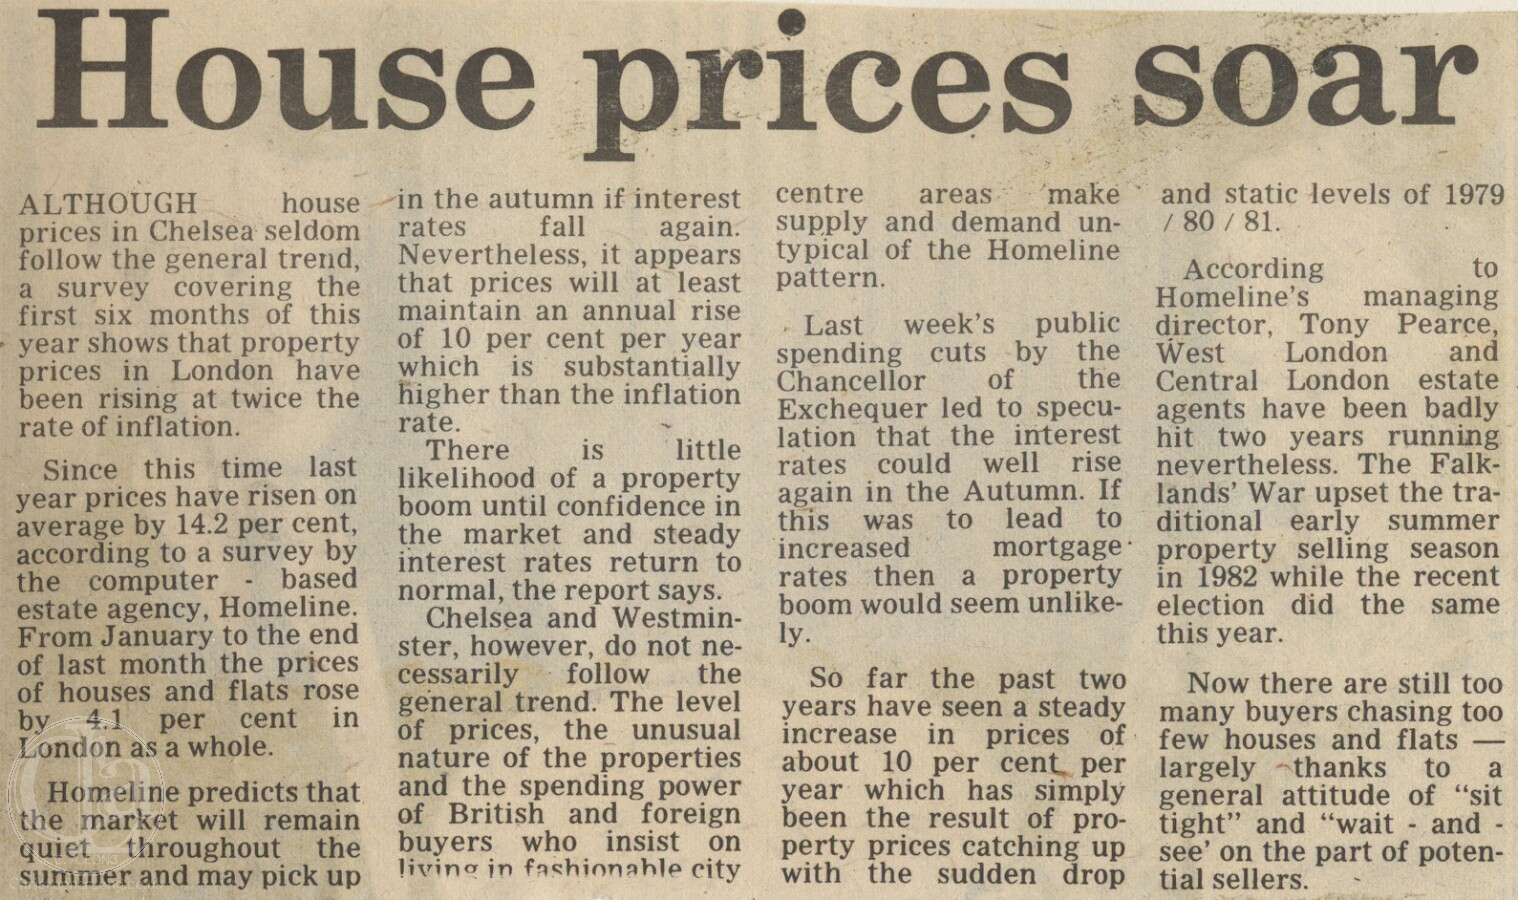 House prices soar
ALTHOUGH house
prices in Chelsea seldom
follow the general trend,
a survey covering the
first six months of this
year shows that property
prices in London have
been rising at twice the
rate of inflation.
Since this time last
year prices have risen on
average by 14.2 per cent,
according to a survey by
the computer - based
estate agency, Homeline.
From January to the end
of last month the prices
of houses and flats rose
by 4.1 per cent in
London as a whole.
Homeline predicts that
the market will remain
quiet throughout the
summer and may pick up
in the autumn if interest
rates fall again.
Nevertheless, it appears
that prices will at least
maintain an annual rise
of 10 per cent per year
which is substantially
higher than the inflation
rate.
There is little
likelihood of a property
boom until confidence in
the market and steady
interest rates return to
normal, the report says.
Chelsea and Westmin-
ster, however, do not ne-
cessarily follow the
general trend. The level
of prices, the unusual
nature of the properties
and the spending power
of British and foreign
buyers who insist on
living in fashionable city
centre areas make
supply and demand un-
typical of the Homeline
pattern.
Last week's public
spending cuts by the
Chancellor of the
Exchequer led to specu-
lation that the interest
rates could well rise
again in the Autumn. If
this was to lead to
increased mortgage
rates then a property
boom would seem unlike-
ly.
So far the past two
years have seen a steady
increase in prices of
about 10 per cent per
year which has simply
been the result of pro-
perty prices catching up
with the sudden drop
and static levels of 1979
/ 80 / 81.
According to
Homeline's managing
director, Tony Pearce,
West London and
Central London estate
agents have been badly
hit two years running
nevertheless. The Falk-
lands' War upset the tra-
ditional early summer
property selling season
in 1982 while the recent
election did the same
this year.
Now there are still too
many buyers chasing too
few houses and flats —
largely thanks to a
general attitude of "sit
tight" and "wait - and -
see' on the part of poten-
tial sellers.